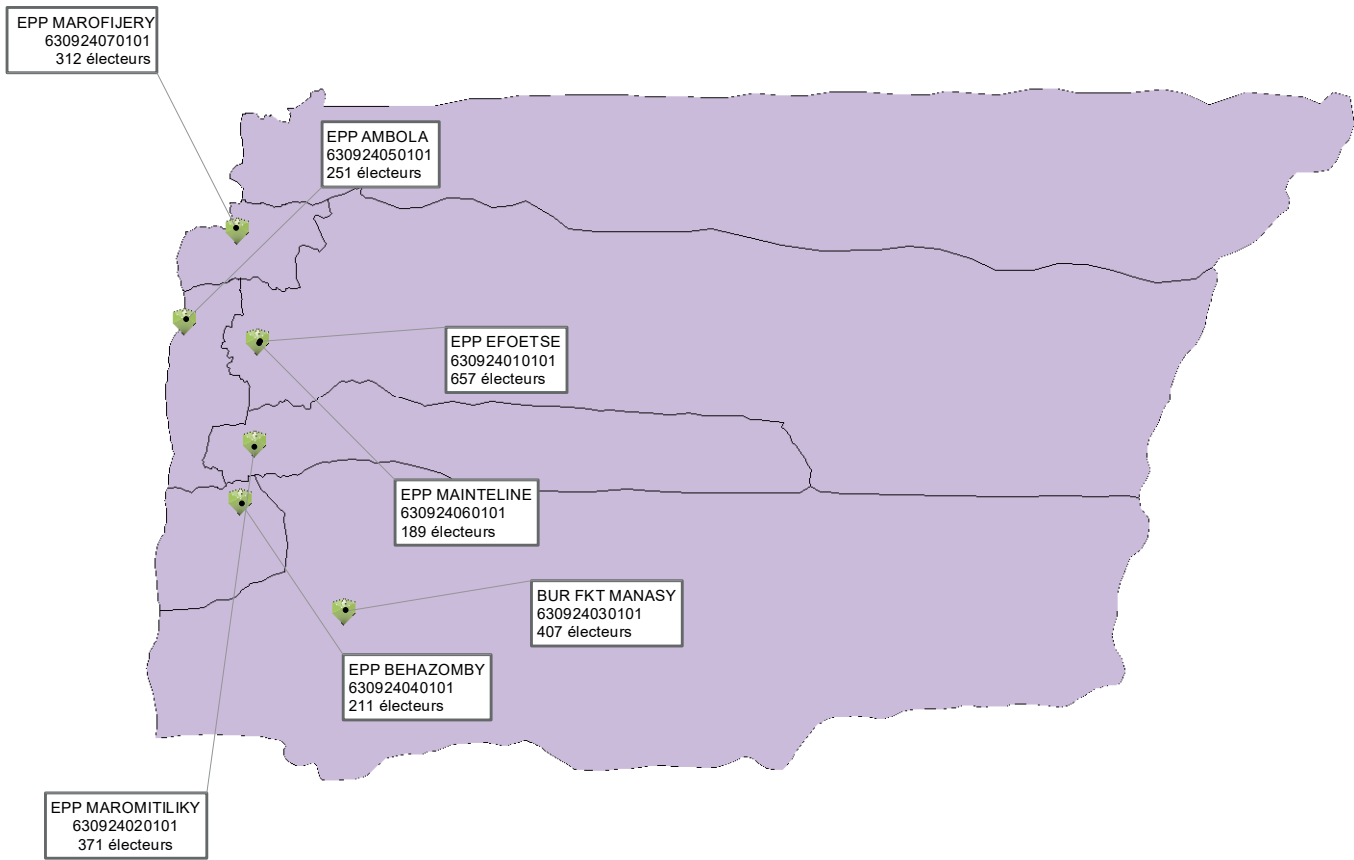 EPP MAROFIJERY
630924070101
312 électeurs
EPP AMBOLA
630924050101
251 électeurs
EPP EFOETSE
630924010101
657 électeurs
EPP MAINTELINE
630924060101
189 électeurs
BUR FKT MANASY
630924030101
407 électeurs
EPP BEHAZOMBY
630924040101
211 électeurs
EPP MAROMITILIKY
630924020101
371 électeurs